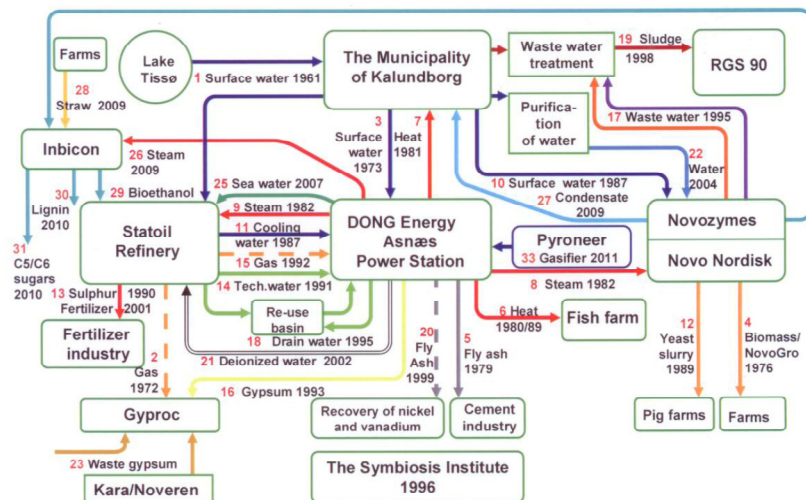 Farms
Lake
Tissø
The Municipality
of Kalundborg
Waste water
treatment
19 Sludge
1998
RGS 90
1 Surface water 1961
28
Straw 2009
Purifica-
tion
of water
17 Waste water 1995
3
Surface
water
1973
7
Heat
1981
Inbicon
26 Steam
2009
22
Water
2004
25 Sea water 2007
10 Surface water 1987
27 Condensate
2009
30
Lignin
2010
29 Bioethanol
9 Steam 1982
11 Cooling
water 1987
15 Gas 1992
14 Tech.water 1991
Statoil
Refinery
DONG Energy
Asnæs
Power Station
Pyroneer
33 Gasifier 2011
Novozymes
Novo Nordisk
31
C5/C6
sugars
2010
8 Steam 1982
13 Sulphur 1990
Fertilizer 2001
Re-use
basin
6 Heat
1980/89
Fish farm
Fertilizer
industry
18 Drain water 1995
21 Deionized water 2002
20
Fly
Ash
1999
5
Fly ash
1979
12
Yeast
slurry
1989
4
Biomass/
NovoGro
1976
2
Gas
1972
16 Gypsum 1993
Gyproc
Recovery of nickel
and vanadium
Cement
industry
Pig farms
Farms
23 Waste gypsum
Kara/Noveren
The Symbiosis Institute
1996